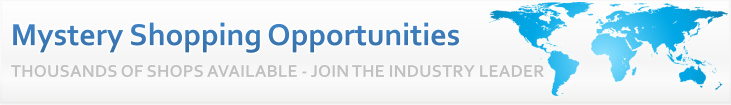 Mystery Shopping Opportunities
THOUSANDS OF SHOPS AVAILABLE - JOIN THE INDUSTRY LEADER